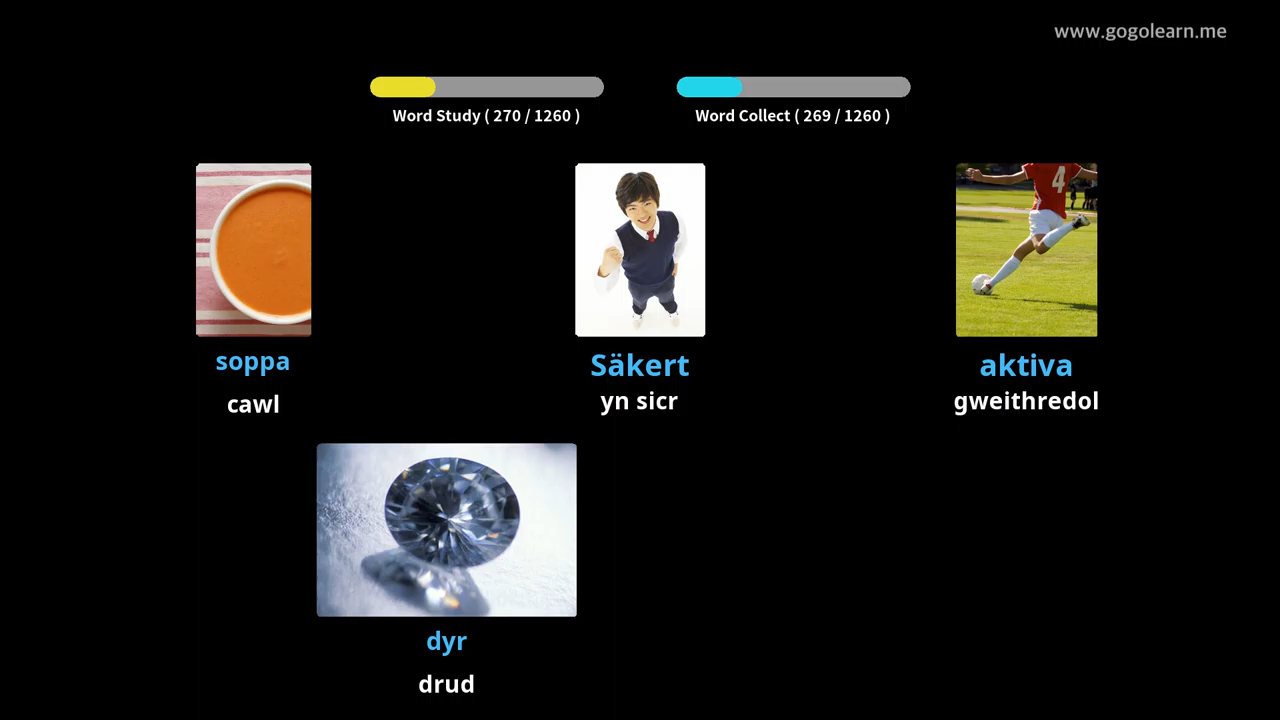 www.gogolearn.me
Word Study ( 270 / 1260 )
Word Collect ( 269 / 1260 )
4
soppa
cawl
Säkert
yn sicr
aktiva
gweithredol
dyr
drud